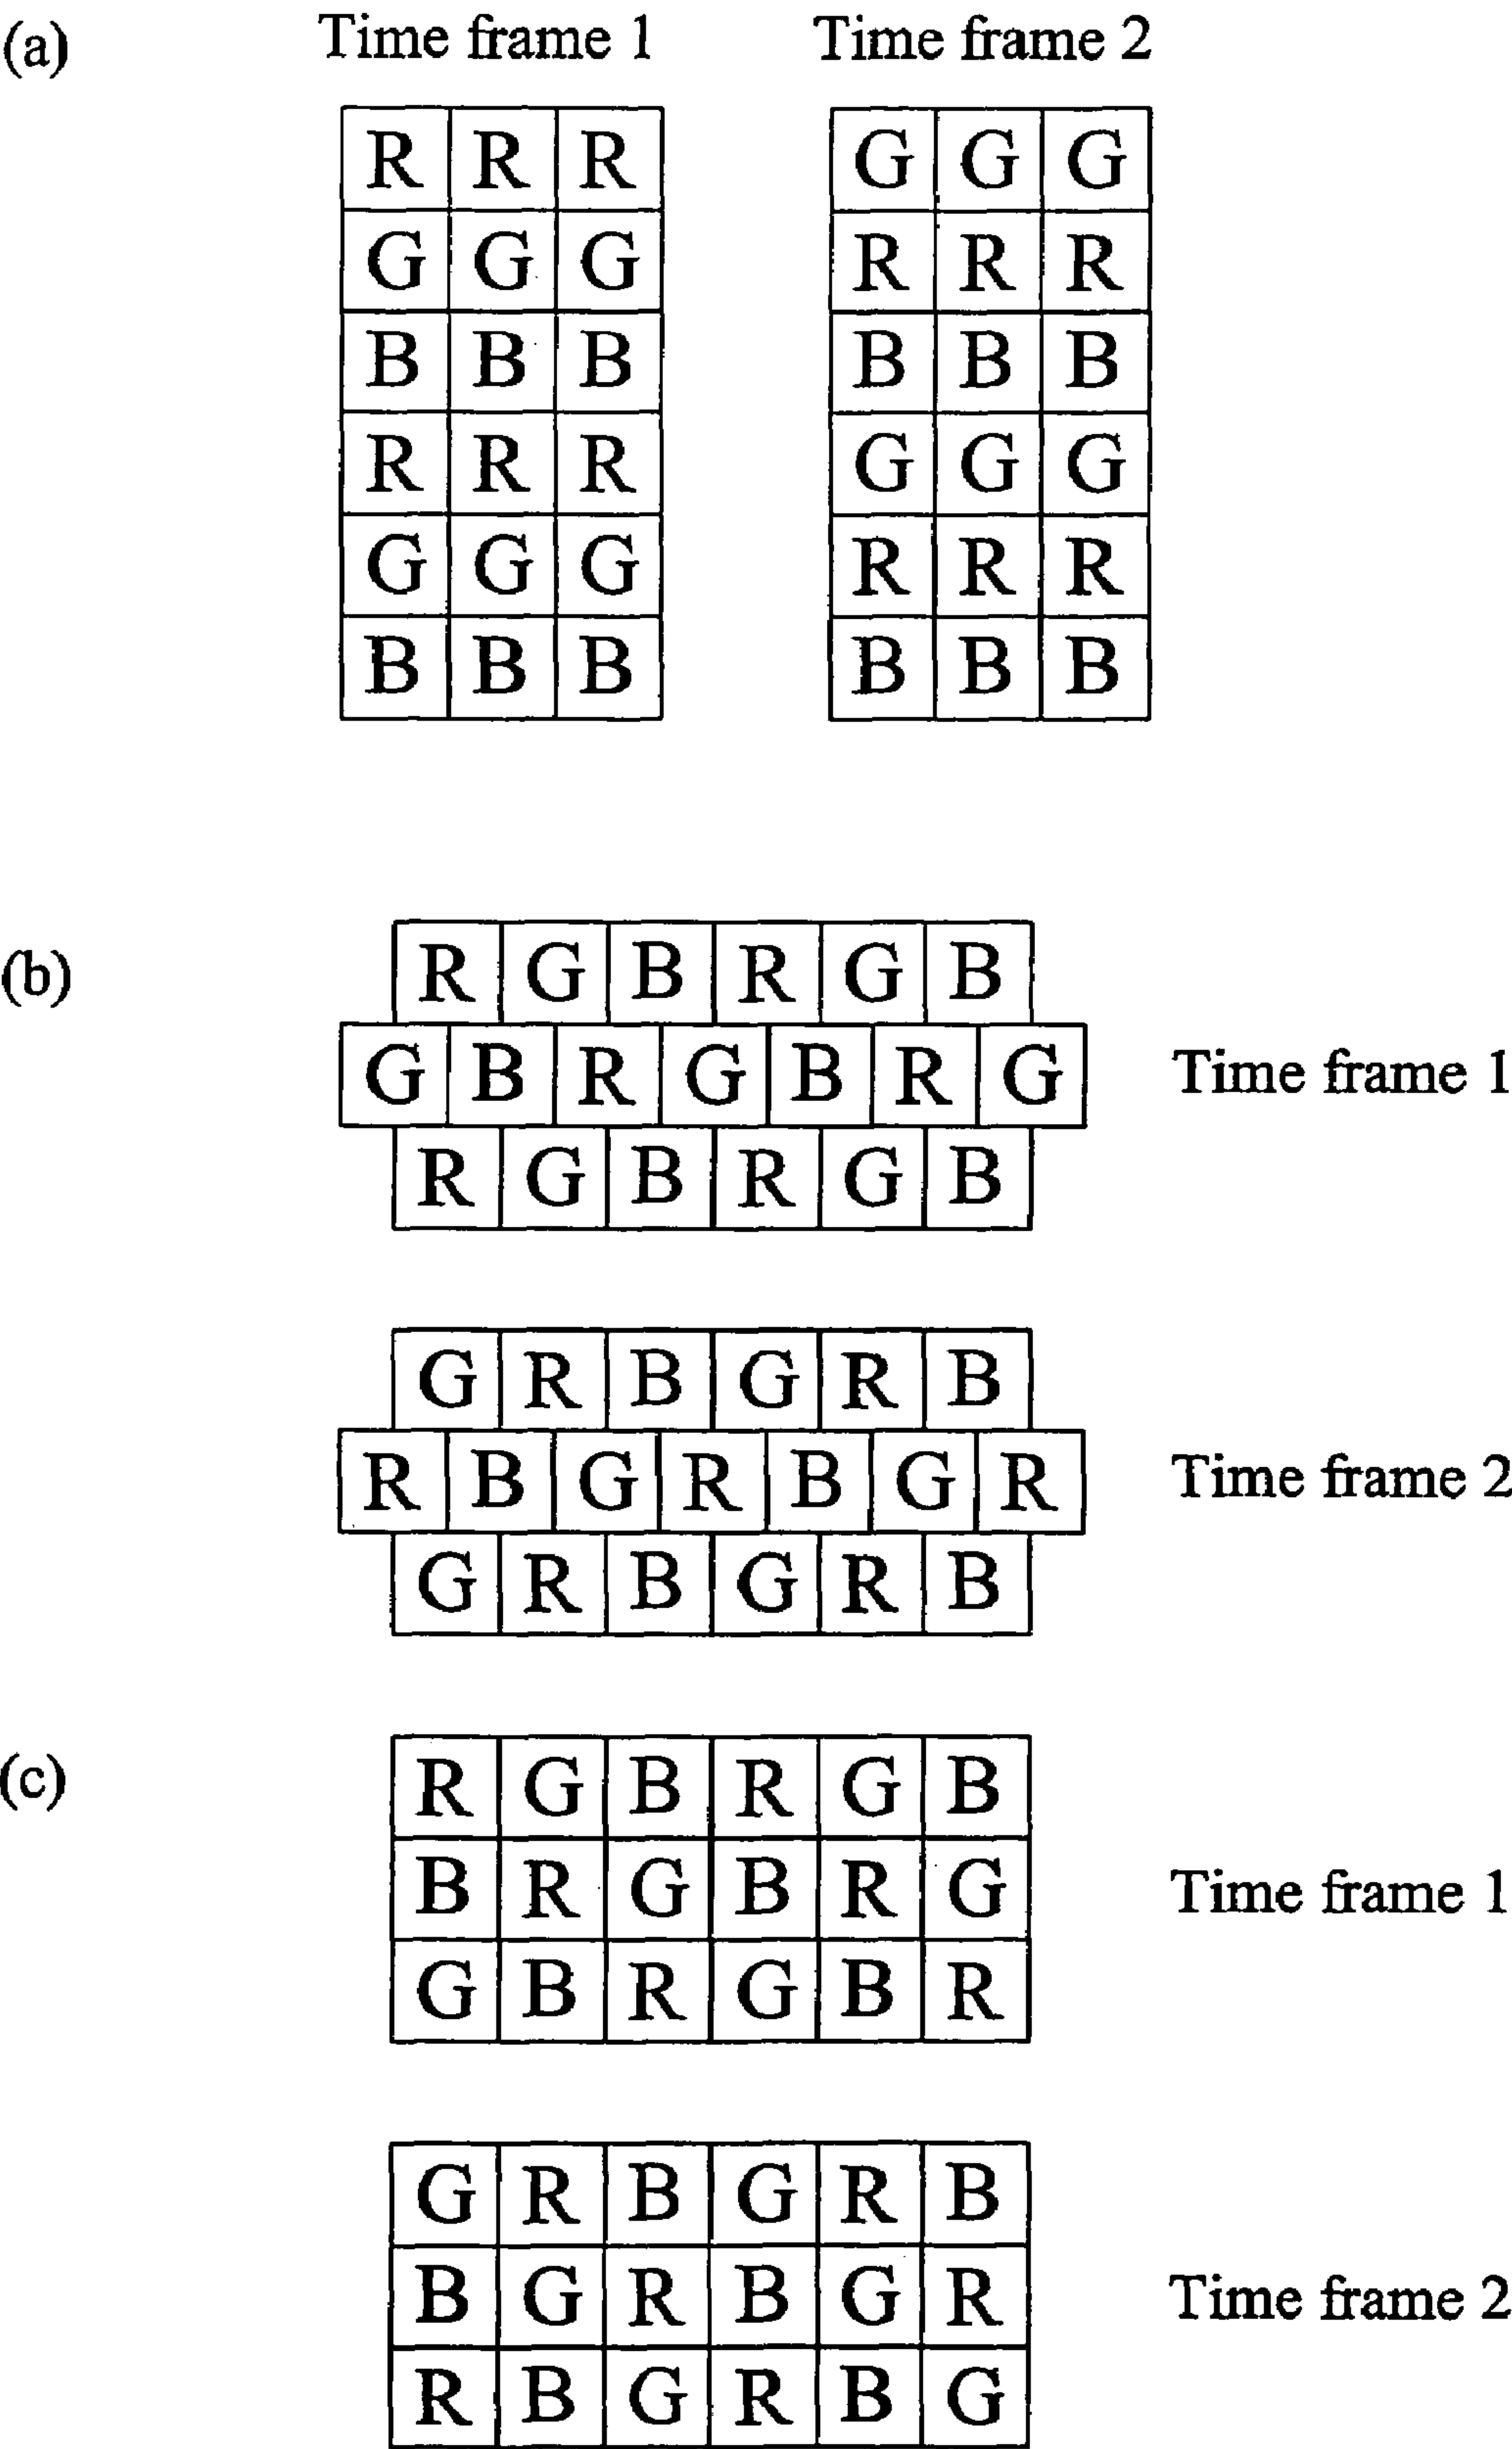 (a) Time frame 1 Time frame 2
R R R G G G
G G G R R R
B B B B B B
R R R G G G
G G G R R R
B B B B B B
(b) R G B R G B
G B R G B R G Time frame 1
R G B R G B
G R B G R B
R B G R B G R Time frame 2
G R B G R B
(c) R G B R G B
B R G B R G Time frame 1
G B R G B R
G R B G R B
B G R B G R Time frame 2
R B G R B G